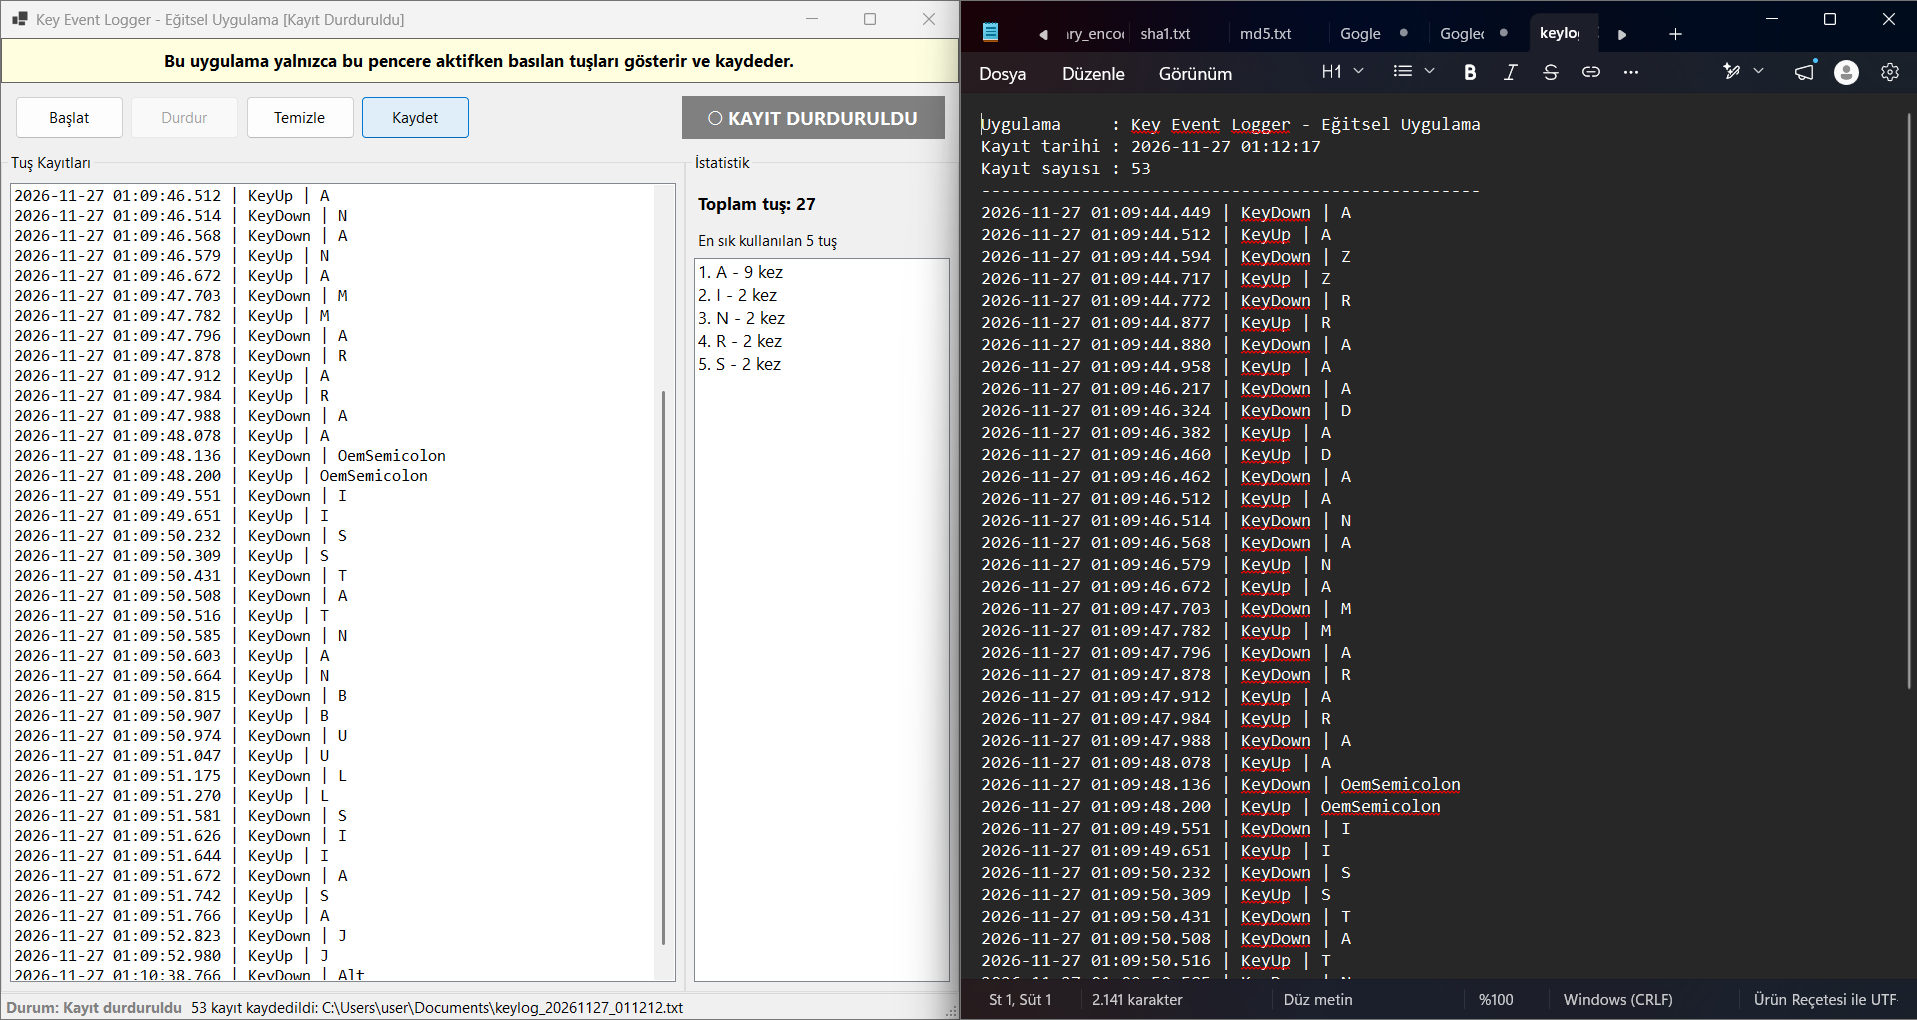 Key Event Logger - Eğitsel Uygulama [Kayıt Durduruldu]
Bu uygulama yalnızca bu pencere aktifken basılan tuşları gösterir ve kaydeder.
Başlat
Durdur
Temizle
Kaydet
KAYIT DURDURULDU
Tuş Kayıtları
2026-11-27 01:09:46.512 | KeyUp | A
2026-11-27 01:09:46.514 | KeyDown | N
2026-11-27 01:09:46.568 | KeyDown | A
2026-11-27 01:09:46.579 | KeyUp | N
2026-11-27 01:09:46.672 | KeyUp | A
2026-11-27 01:09:47.703 | KeyDown | M
2026-11-27 01:09:47.782 | KeyUp | M
2026-11-27 01:09:47.796 | KeyDown | A
2026-11-27 01:09:47.878 | KeyDown | R
2026-11-27 01:09:47.912 | KeyUp | A
2026-11-27 01:09:47.984 | KeyUp | R
2026-11-27 01:09:47.988 | KeyDown | A
2026-11-27 01:09:48.078 | KeyUp | A
2026-11-27 01:09:48.136 | KeyDown | OemSemicolon
2026-11-27 01:09:48.200 | KeyUp | OemSemicolon
2026-11-27 01:09:49.551 | KeyDown | I
2026-11-27 01:09:49.651 | KeyUp | I
2026-11-27 01:09:50.232 | KeyDown | S
2026-11-27 01:09:50.309 | KeyUp | S
2026-11-27 01:09:50.431 | KeyDown | T
2026-11-27 01:09:50.508 | KeyDown | A
2026-11-27 01:09:50.516 | KeyUp | T
2026-11-27 01:09:50.585 | KeyDown | N
2026-11-27 01:09:50.603 | KeyUp | A
2026-11-27 01:09:50.664 | KeyUp | N
2026-11-27 01:09:50.815 | KeyDown | B
2026-11-27 01:09:50.907 | KeyUp | B
2026-11-27 01:09:50.974 | KeyDown | U
2026-11-27 01:09:51.047 | KeyUp | U
2026-11-27 01:09:51.175 | KeyDown | L
2026-11-27 01:09:51.270 | KeyUp | L
2026-11-27 01:09:51.581 | KeyDown | S
2026-11-27 01:09:51.626 | KeyDown | I
2026-11-27 01:09:51.644 | KeyUp | I
2026-11-27 01:09:51.672 | KeyDown | A
2026-11-27 01:09:51.742 | KeyUp | S
2026-11-27 01:09:51.766 | KeyUp | A
2026-11-27 01:09:52.823 | KeyDown | J
2026-11-27 01:09:52.980 | KeyUp | J
2026-11-27 01:10:38.766 | KeyDown | Alt
İstatistik
Toplam tuş: 27
En sık kullanılan 5 tuş
1. A - 9 kez
2. I - 2 kez
3. N - 2 kez
4. R - 2 kez
5. S - 2 kez
Durum: Kayıt durduruldu 53 kayıt kaydedildi: C:\Users\user\Documents\keylog_20261127_011212.txt
sha1.txt
md5.txt
Gogle
Dosya
Düzenle
Görünüm
H1
B
I
S
Uygulama : Key Event Logger - Eğitsel Uygulama
Kayıt tarihi : 2026-11-27 01:12:17
Kayıt sayısı : 53
--------------------------------------------------
2026-11-27 01:09:44.449 | KeyDown | A
2026-11-27 01:09:44.512 | KeyUp | A
2026-11-27 01:09:44.594 | KeyDown | Z
2026-11-27 01:09:44.717 | KeyUp | Z
2026-11-27 01:09:44.772 | KeyDown | R
2026-11-27 01:09:44.877 | KeyUp | R
2026-11-27 01:09:44.880 | KeyDown | A
2026-11-27 01:09:44.958 | KeyUp | A
2026-11-27 01:09:46.217 | KeyDown | A
2026-11-27 01:09:46.324 | KeyDown | D
2026-11-27 01:09:46.382 | KeyUp | A
2026-11-27 01:09:46.460 | KeyUp | D
2026-11-27 01:09:46.462 | KeyDown | A
2026-11-27 01:09:46.512 | KeyUp | A
2026-11-27 01:09:46.514 | KeyDown | N
2026-11-27 01:09:46.568 | KeyDown | A
2026-11-27 01:09:46.579 | KeyUp | N
2026-11-27 01:09:46.672 | KeyUp | A
2026-11-27 01:09:47.703 | KeyDown | M
2026-11-27 01:09:47.782 | KeyUp | M
2026-11-27 01:09:47.796 | KeyDown | A
2026-11-27 01:09:47.878 | KeyDown | R
2026-11-27 01:09:47.912 | KeyUp | A
2026-11-27 01:09:47.984 | KeyUp | R
2026-11-27 01:09:47.988 | KeyDown | A
2026-11-27 01:09:48.078 | KeyUp | A
2026-11-27 01:09:48.136 | KeyDown | OemSemicolon
2026-11-27 01:09:48.200 | KeyUp | OemSemicolon
2026-11-27 01:09:49.551 | KeyDown | I
2026-11-27 01:09:49.651 | KeyUp | I
2026-11-27 01:09:50.232 | KeyDown | S
2026-11-27 01:09:50.309 | KeyUp | S
2026-11-27 01:09:50.431 | KeyDown | T
2026-11-27 01:09:50.508 | KeyDown | A
2026-11-27 01:09:50.516 | KeyUp | T
St 1, Süt 1
2.141 karakter
Düz metin
%100
Windows (CRLF)
Ürün Reçetesi ile UTF-